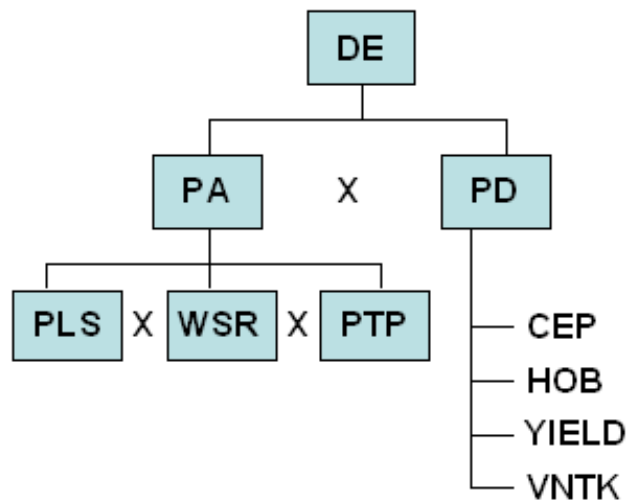 DE
PA X PD
PLS X WSR X PTP
CEP
HOB
YIELD
VNTK